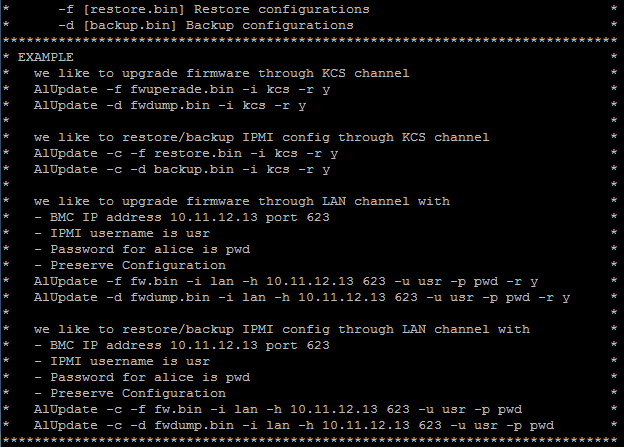 *      -f [restore.bin] Restore configurations                              *
*      -d [backup.bin] Backup configurations                                *
*****************************************************************************
* EXAMPLE                                                                   *
*   we like to upgrade firmware through KCS channel                         *
*   AlUpdate -f fwuperade.bin -i kcs -r y                                   *
*   AlUpdate -d fwdump.bin -i kcs -r y                                      *
*                                                                           *
*   we like to restore/backup IPMI config through KCS channel               *
*   AlUpdate -c -f restore.bin -i kcs -r y                                  *
*   AlUpdate -c -d backup.bin -i kcs -r y                                   *
*                                                                           *
*   we like to upgrade firmware through LAN channel with                    *
*   - BMC IP address 10.11.12.13 port 623                                   *
*   - IPMI username is usr                                                  *
*   - Password for alice is pwd                                             *
*   - Preserve Configuration                                                *
*   AlUpdate -f fw.bin -i lan -h 10.11.12.13 623 -u usr -p pwd -r y         *
*   AlUpdate -d fwdump.bin -i lan -h 10.11.12.13 623 -u usr -p pwd -r y     *
*                                                                           *
*   we like to restore/backup IPMI config through LAN channel with          *
*   - BMC IP address 10.11.12.13 port 623                                   *
*   - IPMI username is usr                                                  *
*   - Password for alice is pwd                                             *
*   - Preserve Configuration                                                *
*   AlUpdate -c -f fw.bin -i lan -h 10.11.12.13 623 -u usr -p pwd           *
*   AlUpdate -c -d fwdump.bin -i lan -h 10.11.12.13 623 -u usr -p pwd       *
*****************************************************************************